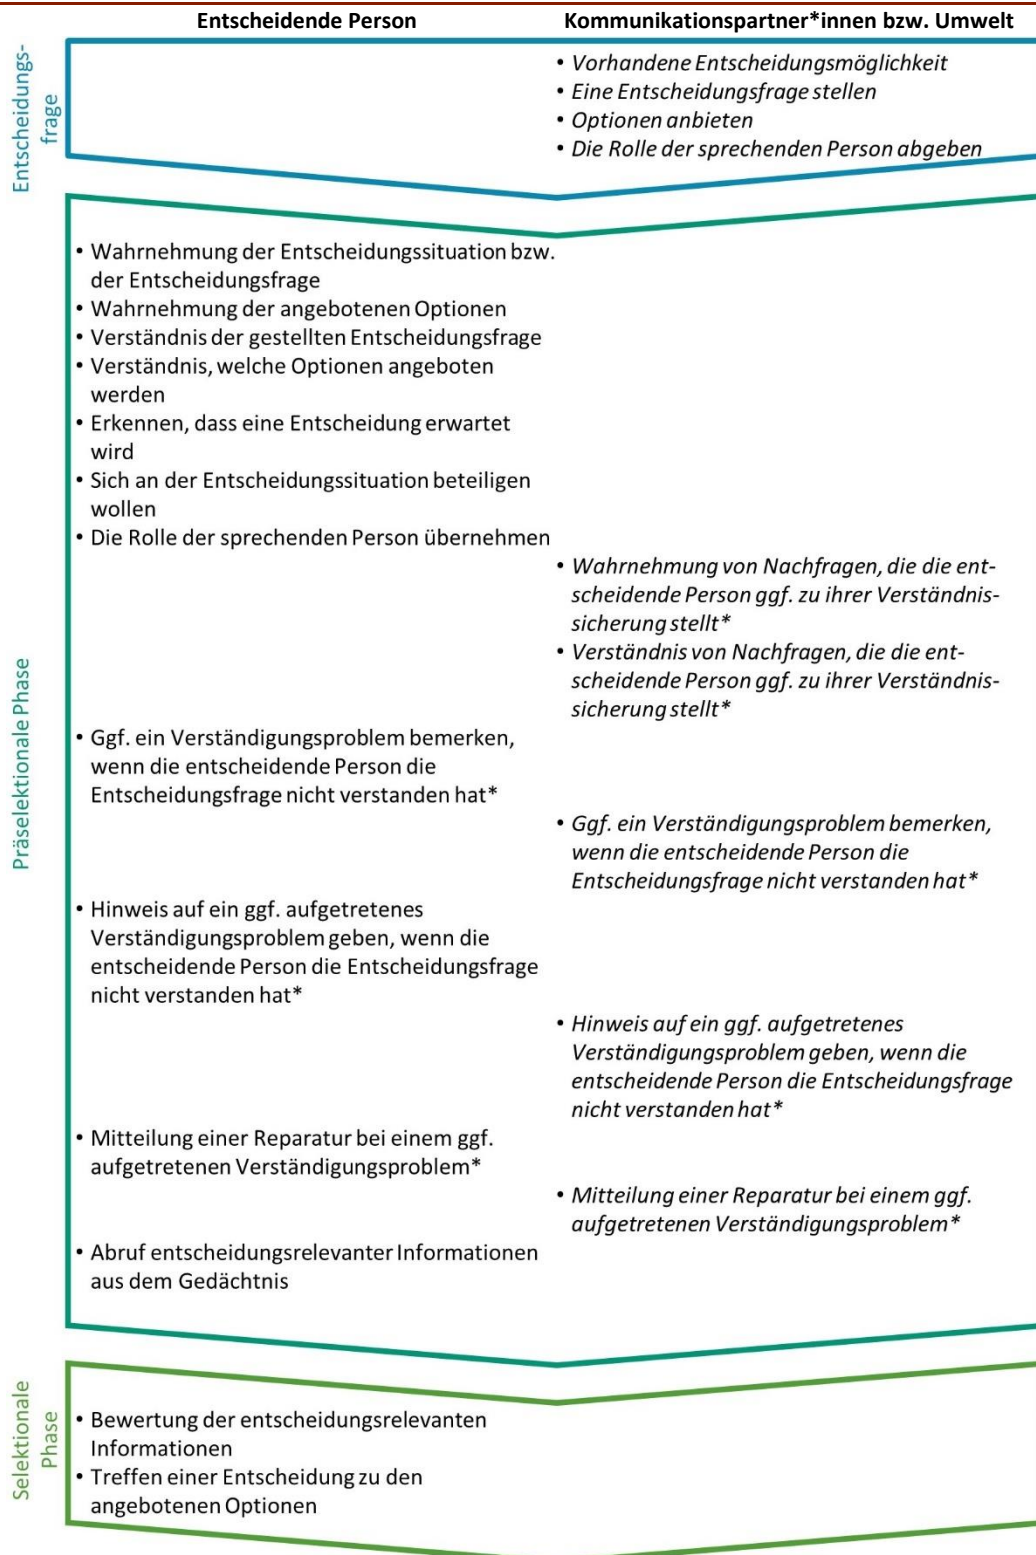 Entscheidende Person
Kommunikationspartner*innen bzw. Umwelt
Entscheidungs-
frage
• Vorhandene Entscheidungsmöglichkeit
• Eine Entscheidungsfrage stellen
• Optionen anbieten
• Die Rolle der sprechenden Person abgeben
Präselektionale Phase
• Wahrnehmung der Entscheidungssituation bzw.
der Entscheidungsfrage
• Wahrnehmung der angebotenen Optionen
• Verständnis der gestellten Entscheidungsfrage
• Verständnis, welche Optionen angeboten
werden
• Erkennen, dass eine Entscheidung erwartet
wird
• Sich an der Entscheidungssituation beteiligen
wollen
• Die Rolle der sprechenden Person übernehmen
• Wahrnehmung von Nachfragen, die die ent-
scheidende Person ggf. zu ihrer Verständnis-
sicherung stellt*
• Verständnis von Nachfragen, die die ent-
scheidende Person ggf. zu ihrer Verständnis-
sicherung stellt*
• Ggf. ein Verständigungsproblem bemerken,
wenn die entscheidende Person die
Entscheidungsfrage nicht verstanden hat*
• Ggf. ein Verständigungsproblem bemerken,
wenn die entscheidende Person die
Entscheidungsfrage nicht verstanden hat*
• Hinweis auf ein ggf. aufgetretenes
Verständigungsproblem geben, wenn die
entscheidende Person die Entscheidungsfrage
nicht verstanden hat*
• Hinweis auf ein ggf. aufgetretenes
Verständigungsproblem geben, wenn die
entscheidende Person die Entscheidungsfrage
nicht verstanden hat*
• Mitteilung einer Reparatur bei einem ggf.
aufgetretenen Verständigungsproblem*
• Mitteilung einer Reparatur bei einem ggf.
aufgetretenen Verständigungsproblem*
• Abruf entscheidungsrelevanter Informationen
aus dem Gedächtnis
Selektionale
Phase
• Bewertung der entscheidungsrelevanten
Informationen
• Treffen einer Entscheidung zu den
angebotenen Optionen